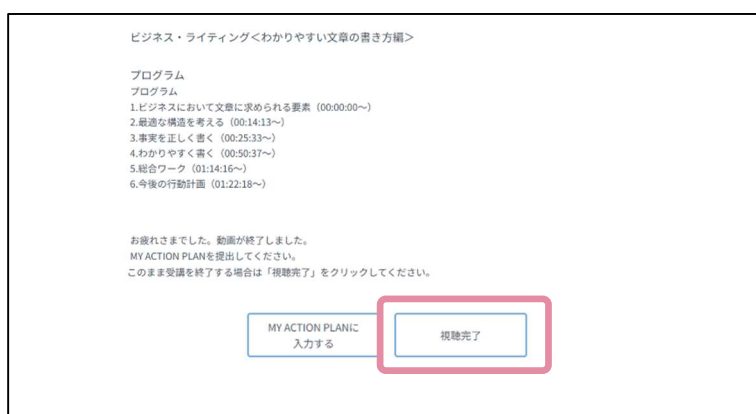 ビジネス・ライティング＜わかりやすい文章の書き方編＞
プログラム
プログラム
1.ビジネスにおいて文章に求められる要素（00:00:00〜）
2.最適な構造を考える（00:14:13〜）
3.事実を正しく書く（00:25:33〜）
4.わかりやすく書く（00:50:37〜）
5.総合ワーク（01:14:16〜）
6.今後の行動計画（01:22:18〜）
お疲れさまでした。動画が終了しました。
MY ACTION PLANを提出してください。
このまま受講を終了する場合は「視聴完了」をクリックしてください。
MY ACTION PLANに
入力する
視聴完了